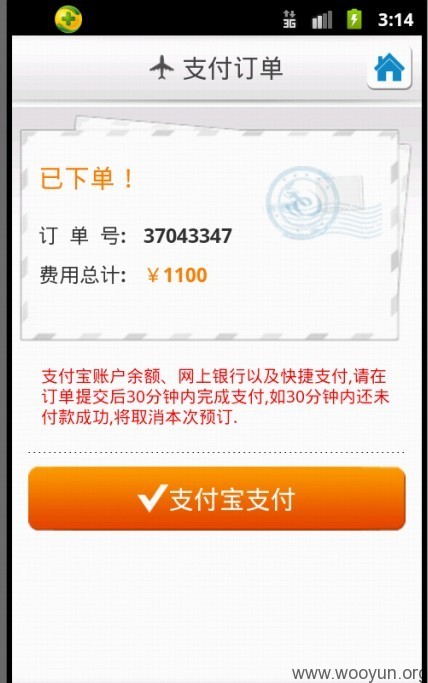 3G
3:14
支付订单
已下单！
订 单 号: 37043347
费用总计: ￥1100
支付宝账户余额、网上银行以及快捷支付,请在
订单提交后30分钟内完成支付,如30分钟内还未
付款成功,将取消本次预订.
支付宝支付
www.wooyun.org